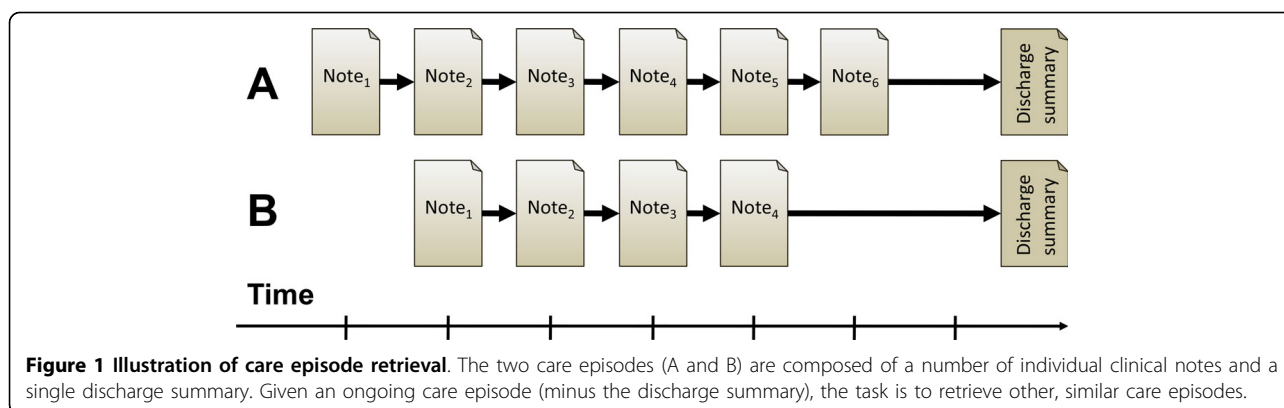 A
Note1
Note2
Note3
Note4
Note5
Note6
Discharge
summary
B
Note1
Note2
Note3
Note4
Discharge
summary
Time
Figure 1 Illustration of care episode retrieval. The two care episodes (A and B) are composed of a number of individual clinical notes and a
single discharge summary. Given an ongoing care episode (minus the discharge summary), the task is to retrieve other, similar care episodes.